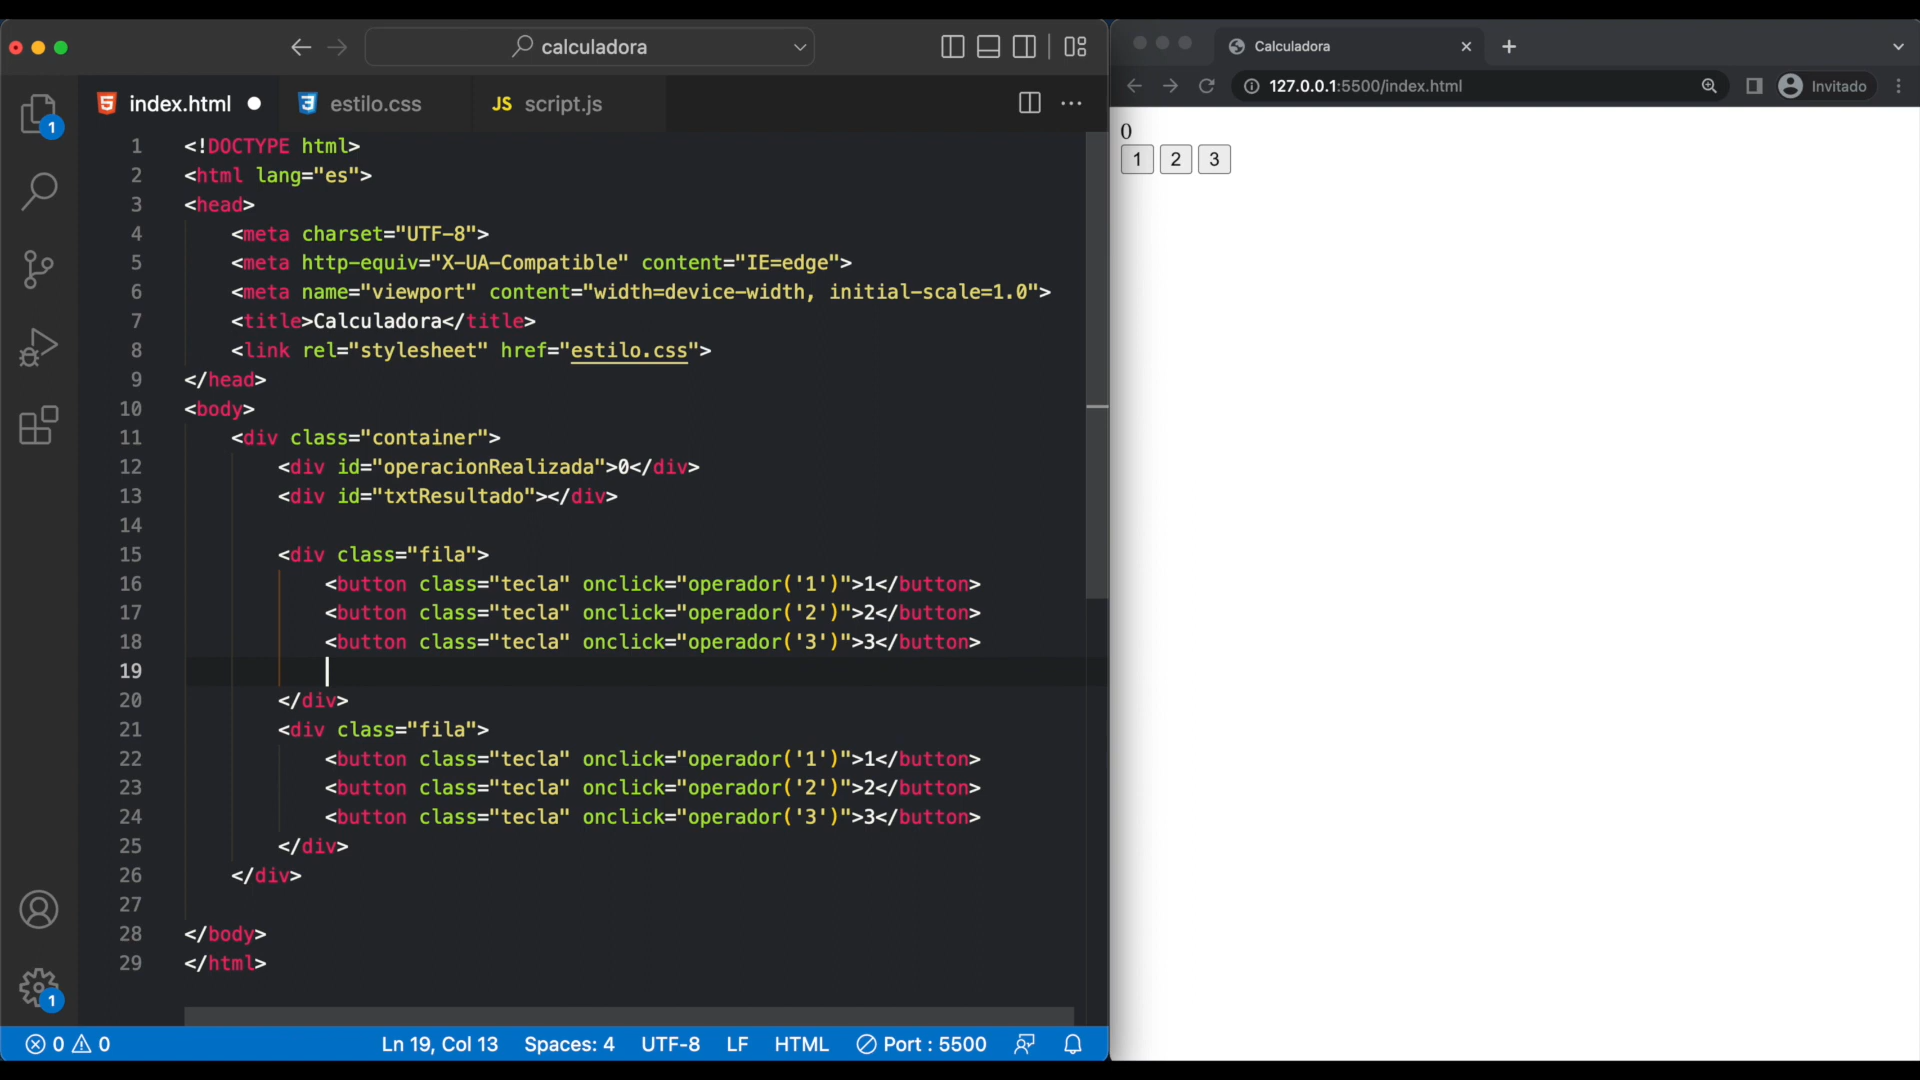 calculadora
index.html
estilo.css
JS script.js
1 <!DOCTYPE html>
2 <html lang="es">
3 <head>
4 <meta charset="UTF-8">
5 <meta http-equiv="X-UA-Compatible" content="IE=edge">
6 <meta name="viewport" content="width=device-width, initial-scale=1.0">
7 <title>Calculadora</title>
8 <link rel="stylesheet" href="estilo.css">
9 </head>
10 <body>
11 <div class="container">
12 <div id="operacionRealizada">0</div>
13 <div id="txtResultado"></div>
14
15 <div class="fila">
16 <button class="tecla" onclick="operador('1')">1</button>
17 <button class="tecla" onclick="operador('2')">2</button>
18 <button class="tecla" onclick="operador('3')">3</button>
19
20 </div>
21 <div class="fila">
22 <button class="tecla" onclick="operador('1')">1</button>
23 <button class="tecla" onclick="operador('2')">2</button>
24 <button class="tecla" onclick="operador('3')">3</button>
25 </div>
26 </div>
27
28 </body>
29 </html>
1
1
0 0 Ln 19, Col 13 Spaces: 4 UTF-8 LF HTML Port : 5500
Calculadora
127.0.0.1:5500/index.html
Invitado
0
1 2 3